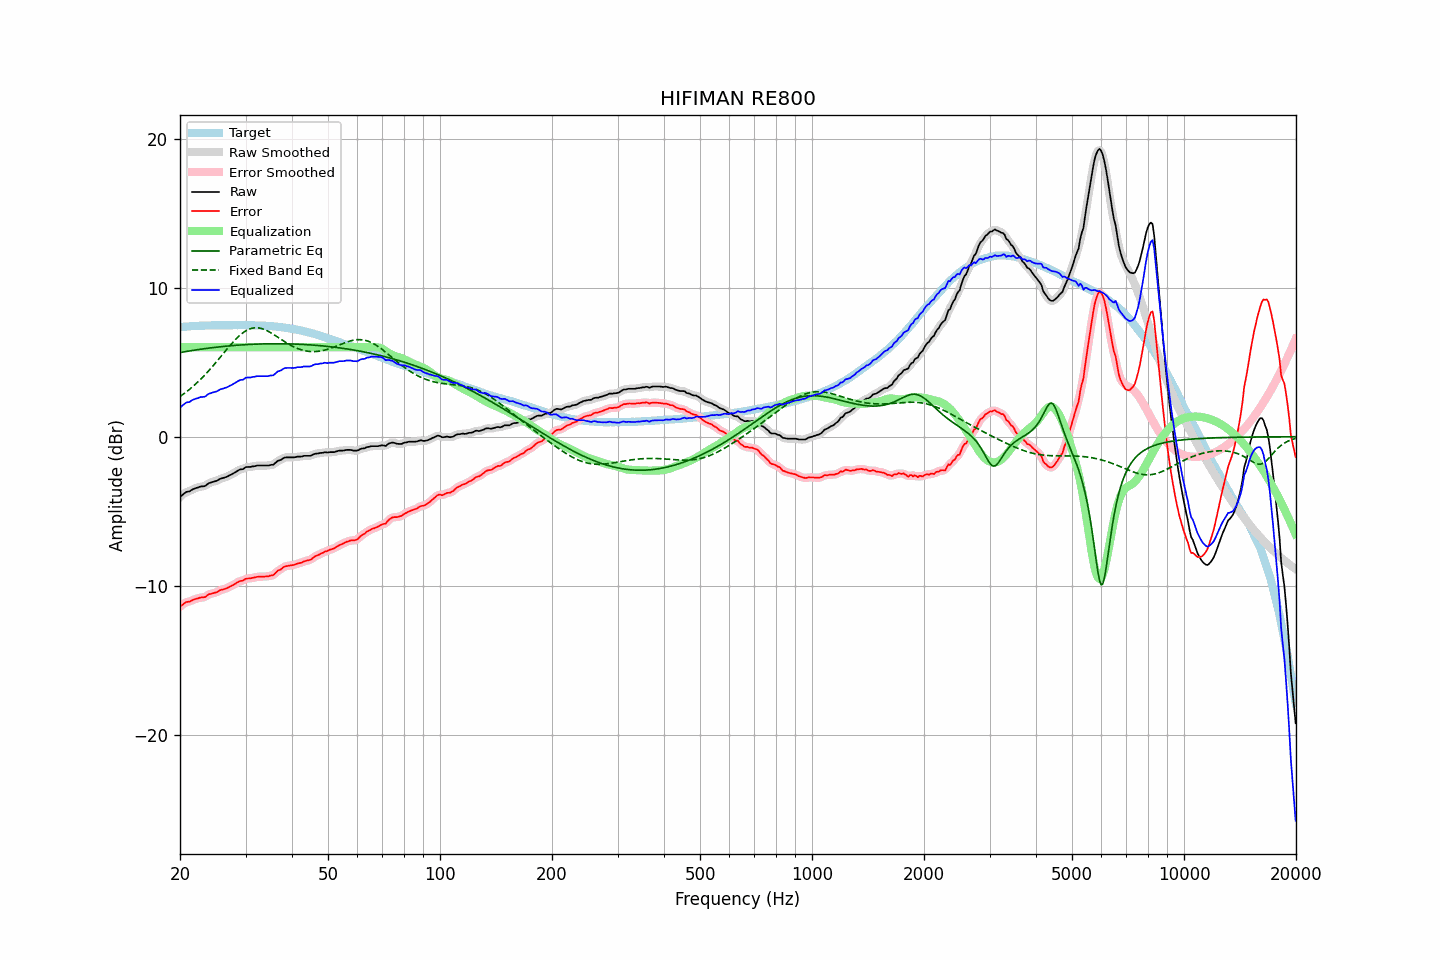 HIFIMAN RE800
Target
Raw Smoothed
Error Smoothed
Raw
Error
Equalization
Parametric Eq
Fixed Band Eq
Equalized
20
10
0
−10
−20
Amplitude (dBr)
20 50 100 200 500 1000 2000 5000 10000 20000
Frequency (Hz)